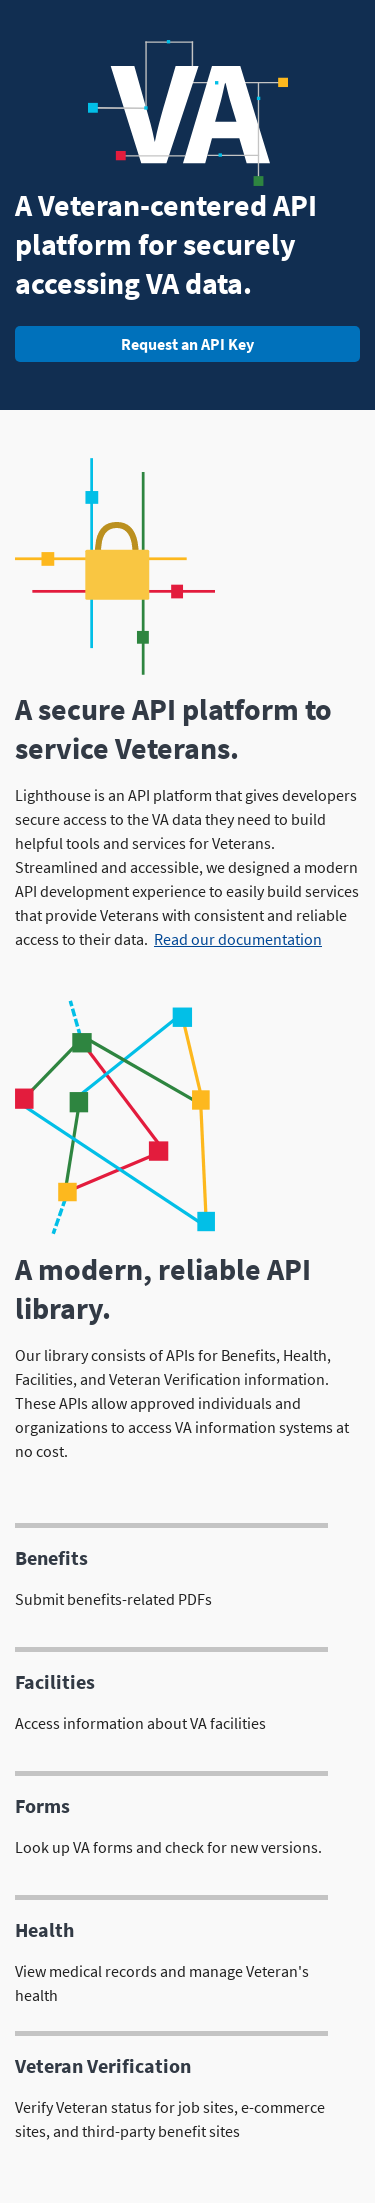 VA
A Veteran-centered API
platform for securely
accessing VA data.
Request an API Key
A secure API platform to
service Veterans.
Lighthouse is an API platform that gives developers
secure access to the VA data they need to build
helpful tools and services for Veterans.
Streamlined and accessible, we designed a modern
API development experience to easily build services
that provide Veterans with consistent and reliable
access to their data. Read our documentation
A modern, reliable API
library.
Our library consists of APIs for Benefits, Health,
Facilities, and Veteran Verification information.
These APIs allow approved individuals and
organizations to access VA information systems at
no cost.
Benefits
Submit benefits-related PDFs
Facilities
Access information about VA facilities
Forms
Look up VA forms and check for new versions.
Health
View medical records and manage Veteran's
health
Veteran Verification
Verify Veteran status for job sites, e-commerce
sites, and third-party benefit sites